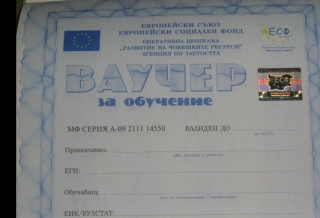 ЕВРОПЕЙСКИ СЪЮЗ
ЕВРОПЕЙСКИ СОЦИАЛЕН ФОНД
ОПЕРАТИВНА ПРОГРАМА
„РАЗВИТИЕ НА ЧОВЕШКИТЕ РЕСУРСИ”
АГЕНЦИЯ ПО ЗАЕТОСТТА
ЕСФ
ВАУЧЕР
за обучение
МФ СЕРИЯ А-09 2111 14550 ВАЛИДЕН ДО
Притежател:
ЕГН:
Обучаващ:
ЕИК/БУЛСТАТ: